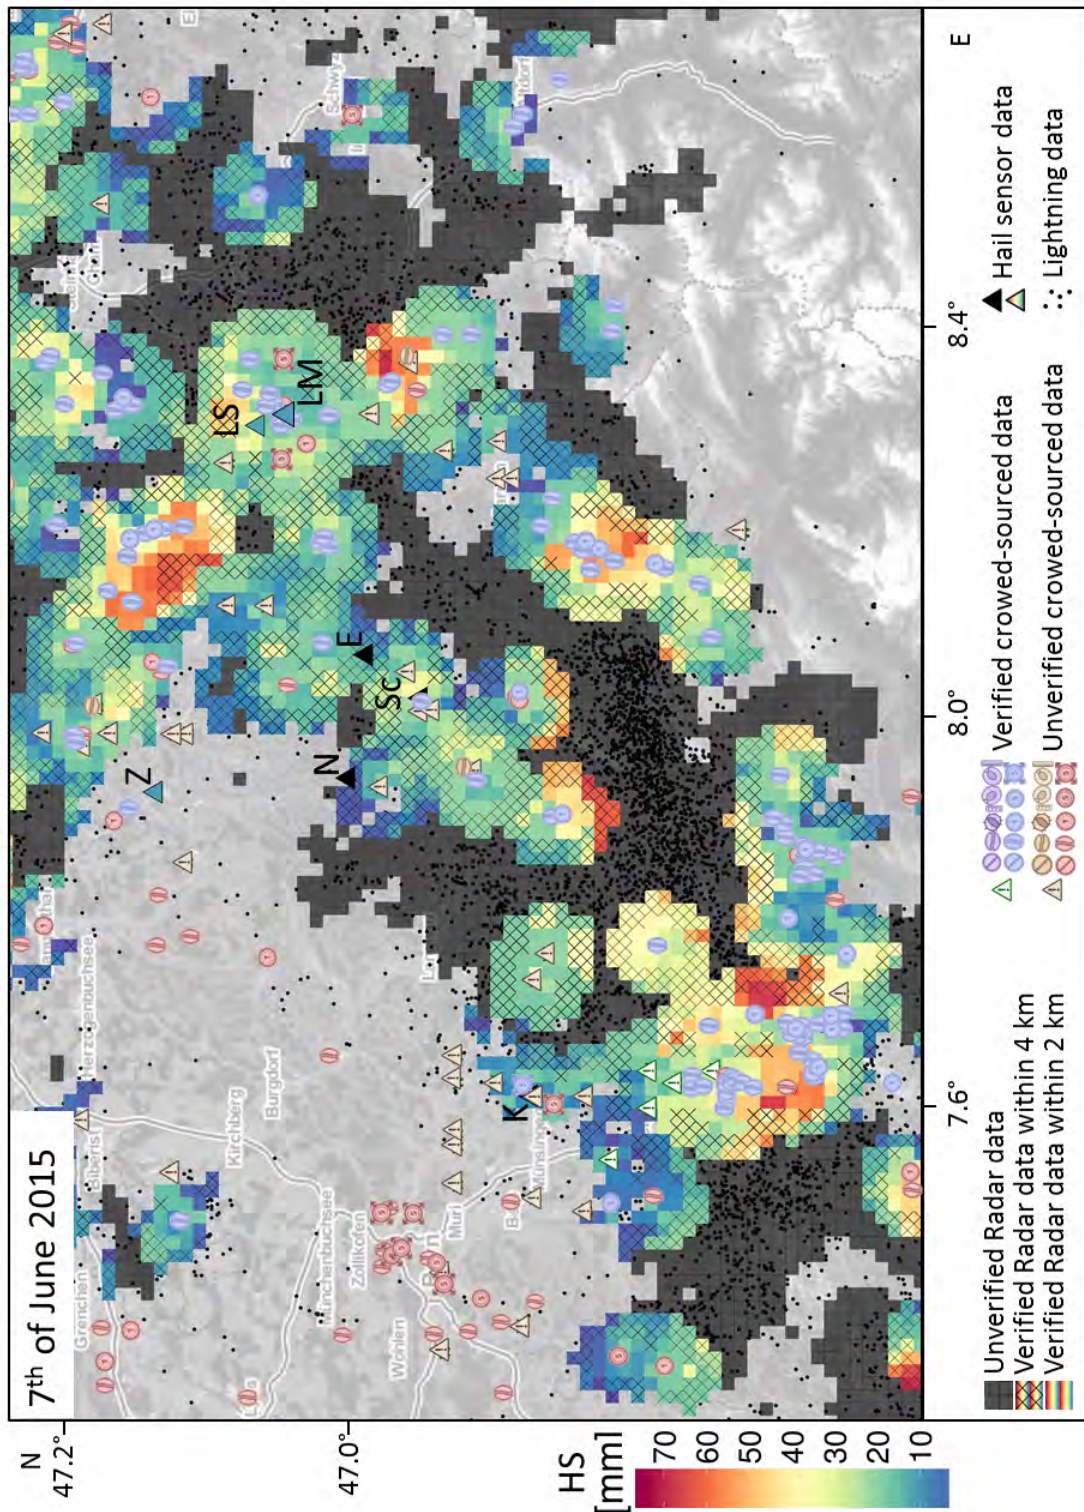 7th of June 2015
N
47.2°
47.0°
Grenchen
Biberist
Herzogenbuchsee
Kirchberg
Burgdorf
Münchenbuchsee
Zollikofen
Wohlen
Muri
Münsingen
Schwyz
Z
N
E
Sc
K
LS
LM
7.6°
8.0°
8.4°
E
HS
[mm]
70
60
50
40
30
20
10
Unverified Radar data
Verified Radar data within 4 km
Verified Radar data within 2 km
Verified crowed-sourced data
Unverified crowed-sourced data
Hail sensor data
Lightning data